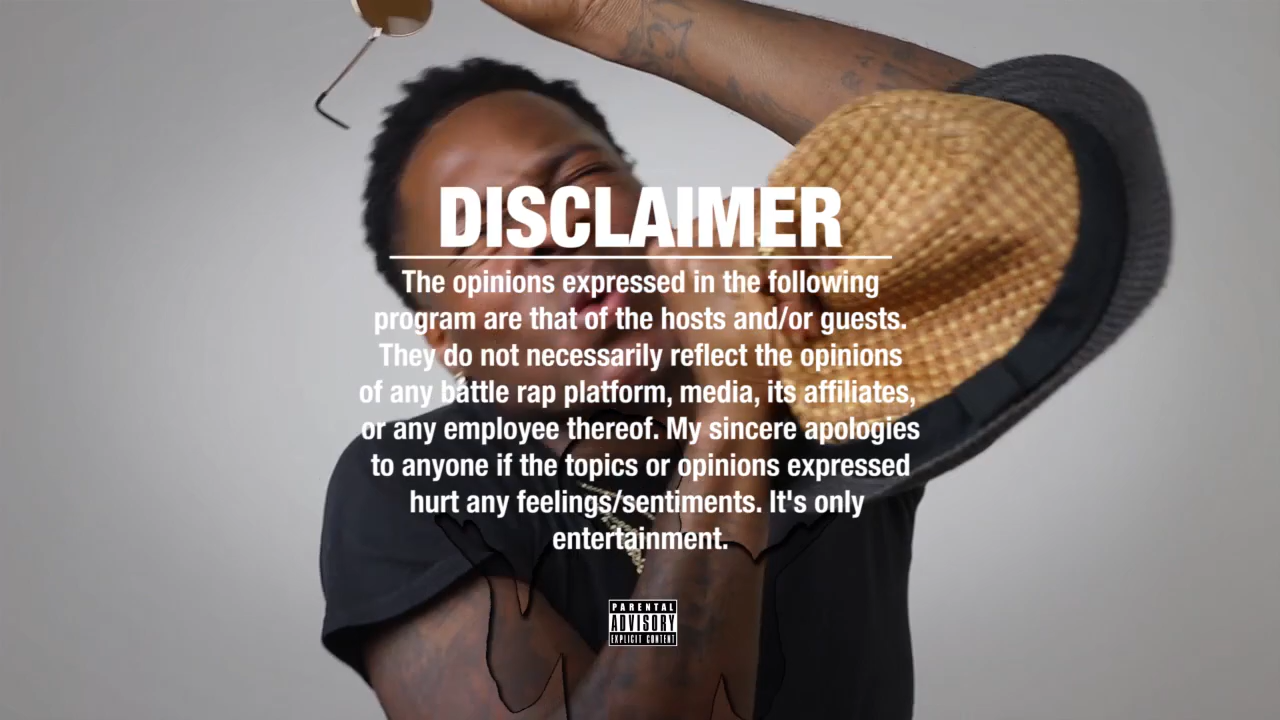 DISCLAIMER
The opinions expressed in the following
program are that of the hosts and/or guests.
They do not necessarily reflect the opinions
of any battle rap platform, media, its affiliates,
or any employee thereof. My sincere apologies
to anyone if the topics or opinions expressed
hurt any feelings/sentiments. It's only
entertainment.
PARENTAL
ADVISORY
EXPLICIT CONTENT